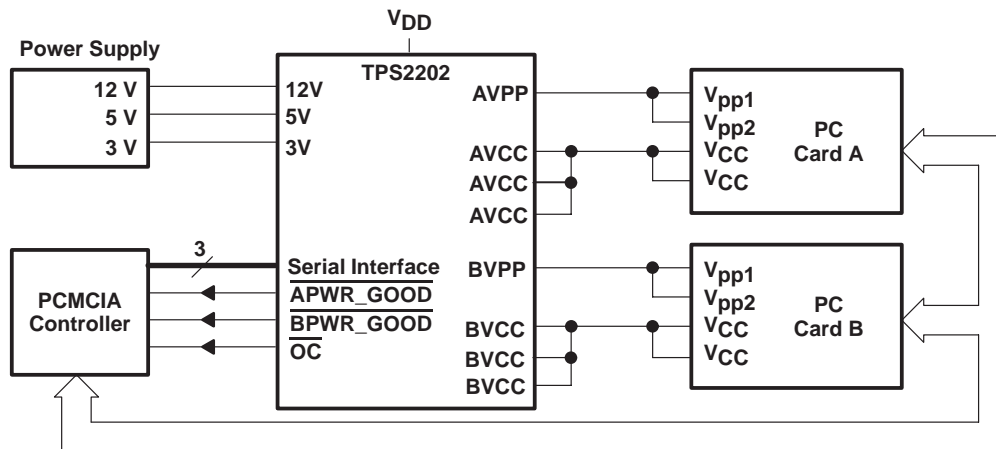 VDD
Power Supply
12 V
5 V
3 V
TPS2202
12V
5V
3V
AVPP
AVCC
AVCC
AVCC
Vpp1
Vpp2
VCC
VCC
PC
Card A
PCMCIA
Controller
3
Serial Interface
APWR_GOOD
BPWR_GOOD
OC
BVPP
BVCC
BVCC
BVCC
Vpp1
Vpp2
VCC
VCC
PC
Card B